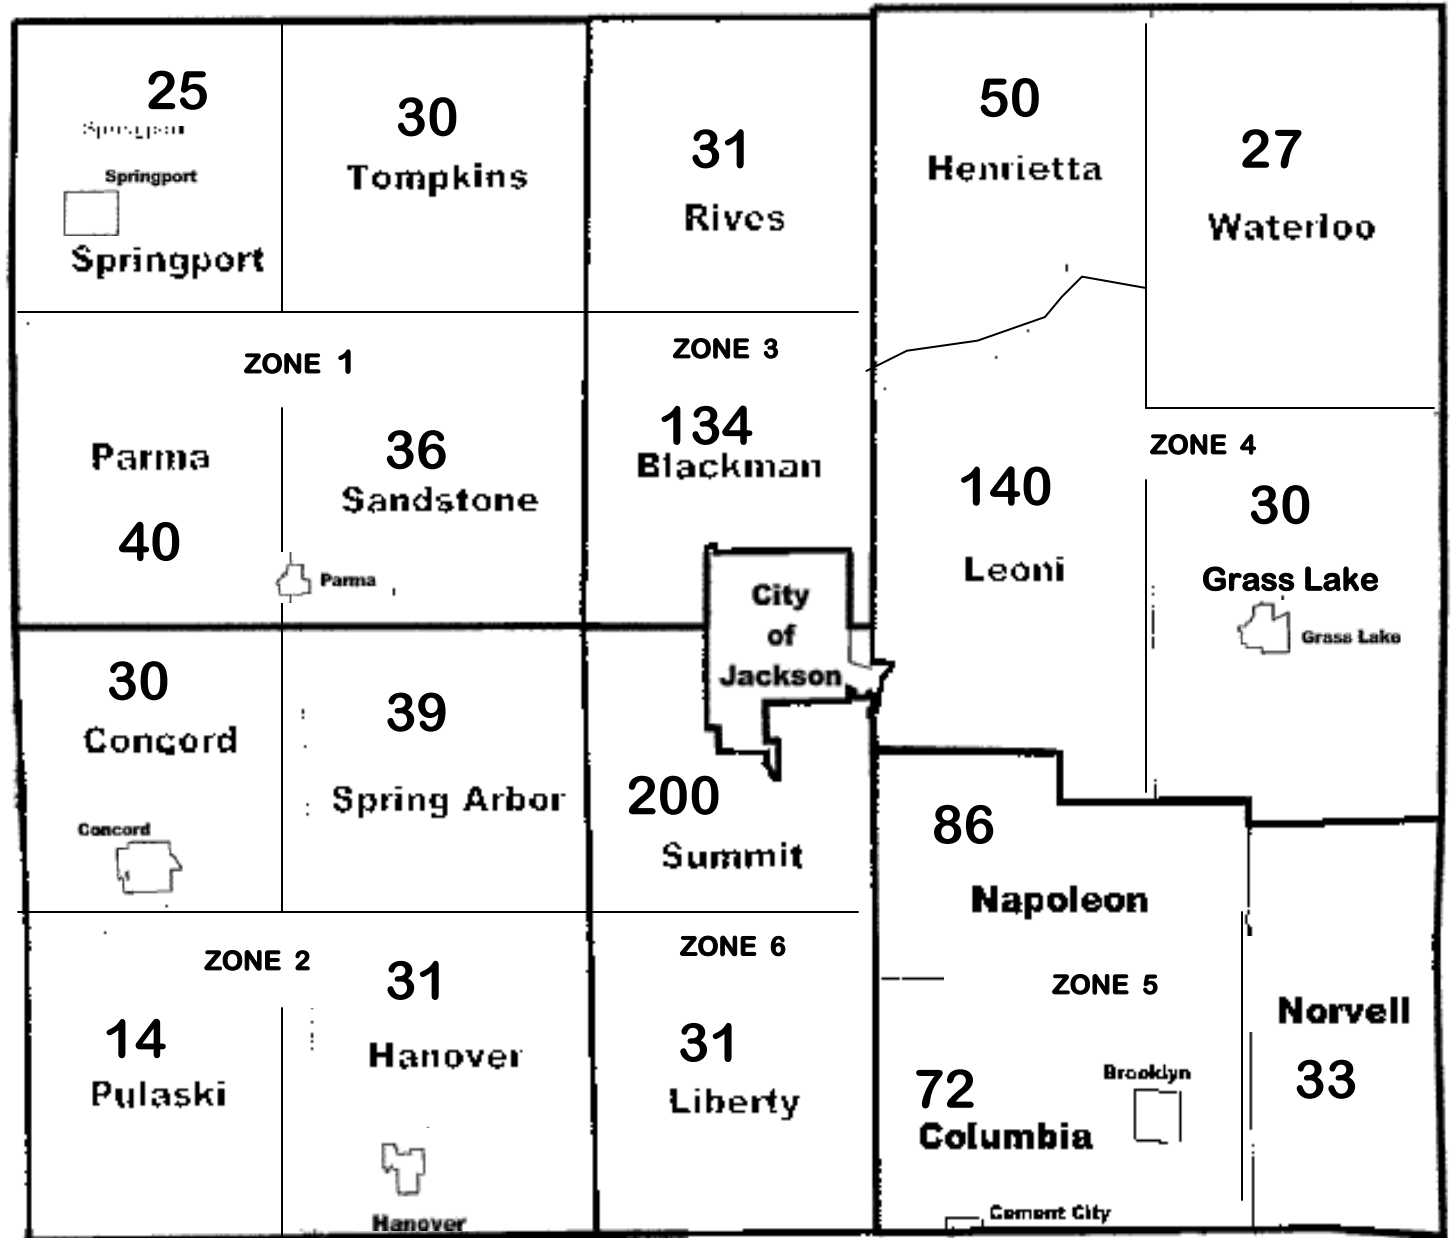 25
Springport
Springport
Springport
30
Tompkins
31
Rives
50
Henrietta
27
Waterloo
ZONE 1
Parma
40
36
Sandstone
Parma
ZONE 3
134
Blackman
City
of
Jackson
140
Leoni
ZONE 4
30
Grass Lake
Grass Lake
30
Concord
Concord
39
Spring Arbor
200
Summit
86
Napoleon
ZONE 2
14
Pulaski
31
Hanover
Hanover
ZONE 6
31
Liberty
ZONE 5
72
Columbia
Brooklyn
Cement City
Norvell
33